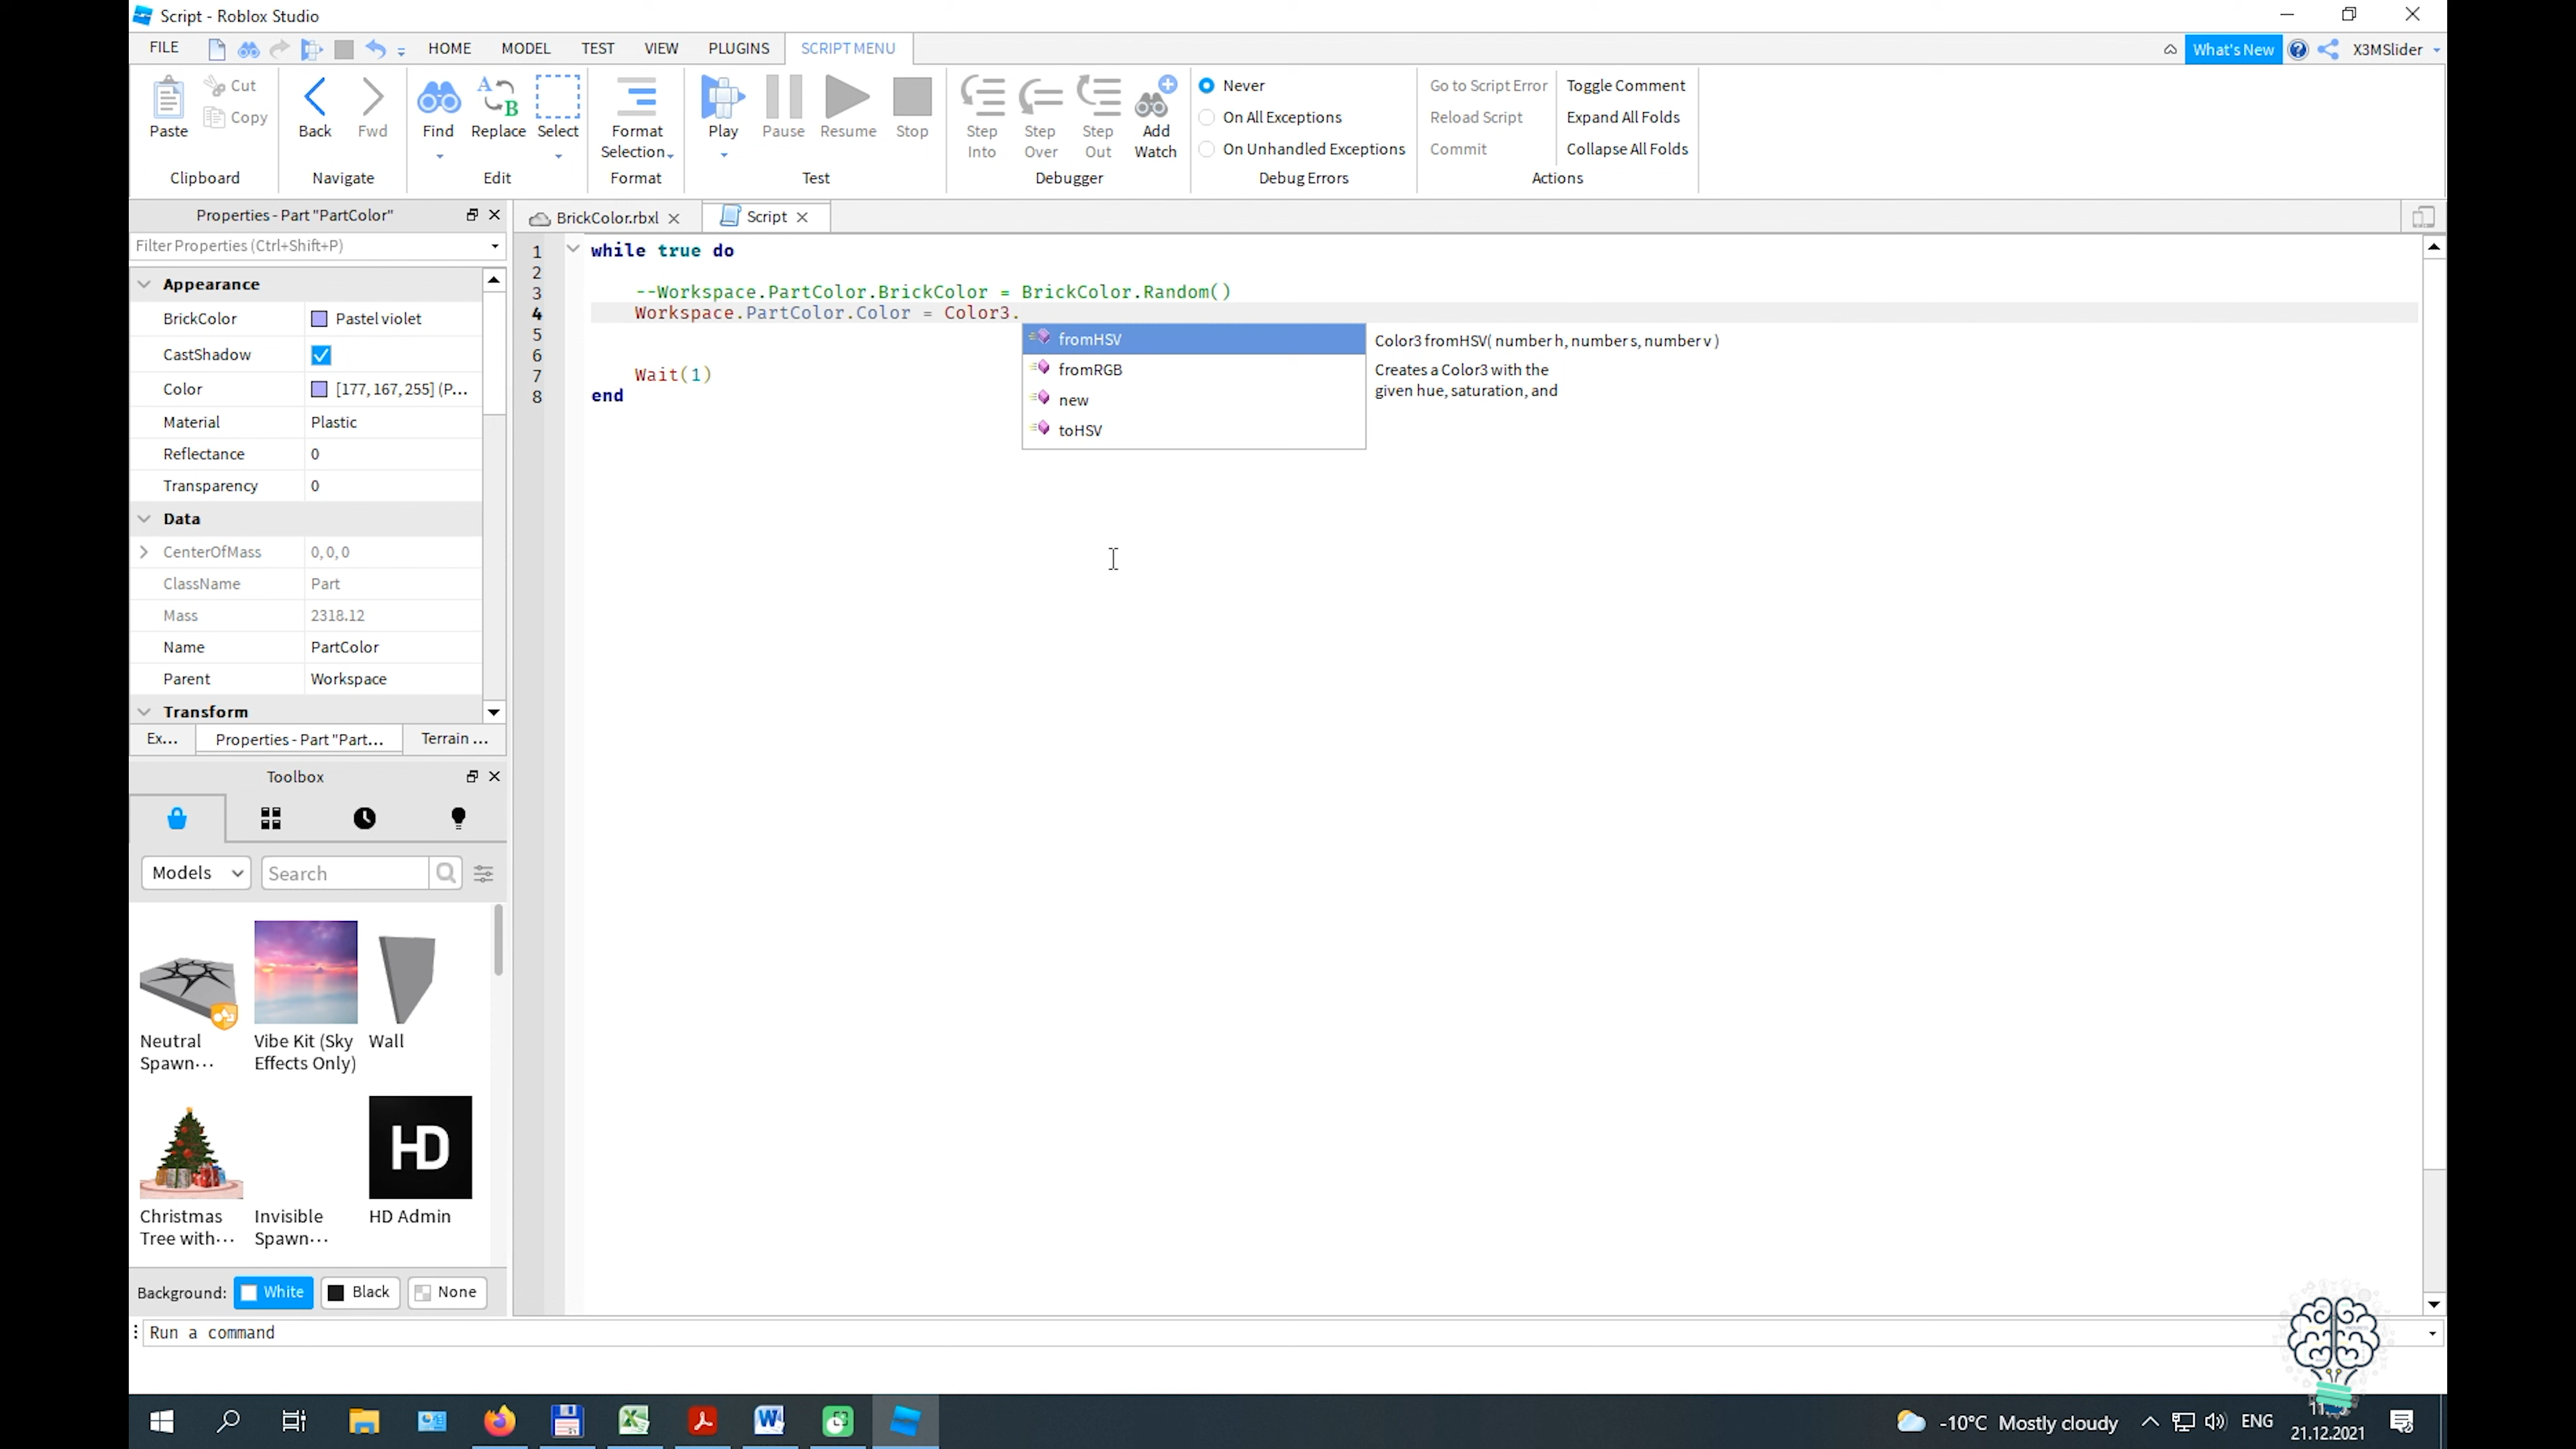 Script - Roblox Studio
FILE HOME MODEL TEST VIEW PLUGINS SCRIPT MENU What's New X3MSlider
Paste Cut Copy
Clipboard
Back Fwd
Navigate
Find Replace Select
Edit
Format Selection
Format
Play Pause Resume Stop
Test
Step Into Step Over Step Out Add Watch
Debugger
Never
On All Exceptions
On Unhandled Exceptions
Debug Errors
Go to Script Error Toggle Comment
Reload Script Expand All Folds
Commit Collapse All Folds
Actions
Properties - Part "PartColor"
Filter Properties (Ctrl+Shift+P)
Appearance
BrickColor Pastel violet
CastShadow
Color [177, 167, 255] (P...
Material Plastic
Reflectance 0
Transparency 0
Data
CenterOfMass 0, 0, 0
ClassName Part
Mass 2318.12
Name PartColor
Parent Workspace
Transform
Ex... Properties - Part "Part... Terrain ...
Toolbox
Models Search
Neutral
Spawn...
Vibe Kit (Sky
Effects Only)
Wall
Christmas
Tree with...
Invisible
Spawn...
HD
HD Admin
Background: White Black None
BrickColor.rbxl Script
1 while true do
2
3 --Workspace.PartColor.BrickColor = BrickColor.Random()
4 Workspace.PartColor.Color = Color3.
5
6
7 Wait(1)
8 end
fromHSV
fromRGB
new
toHSV
Color3 fromHSV( number h, number s, number v )
Creates a Color3 with the
given hue, saturation, and
Run a command
-10°C Mostly cloudy ENG
21.12.2021